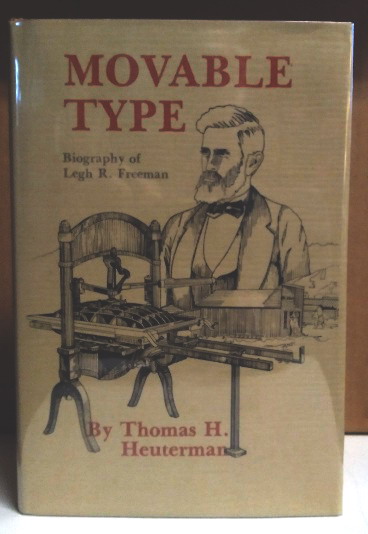 MOVABLE
TYPE
Biography of
Legh R. Freeman
By Thomas H.
Heuterman